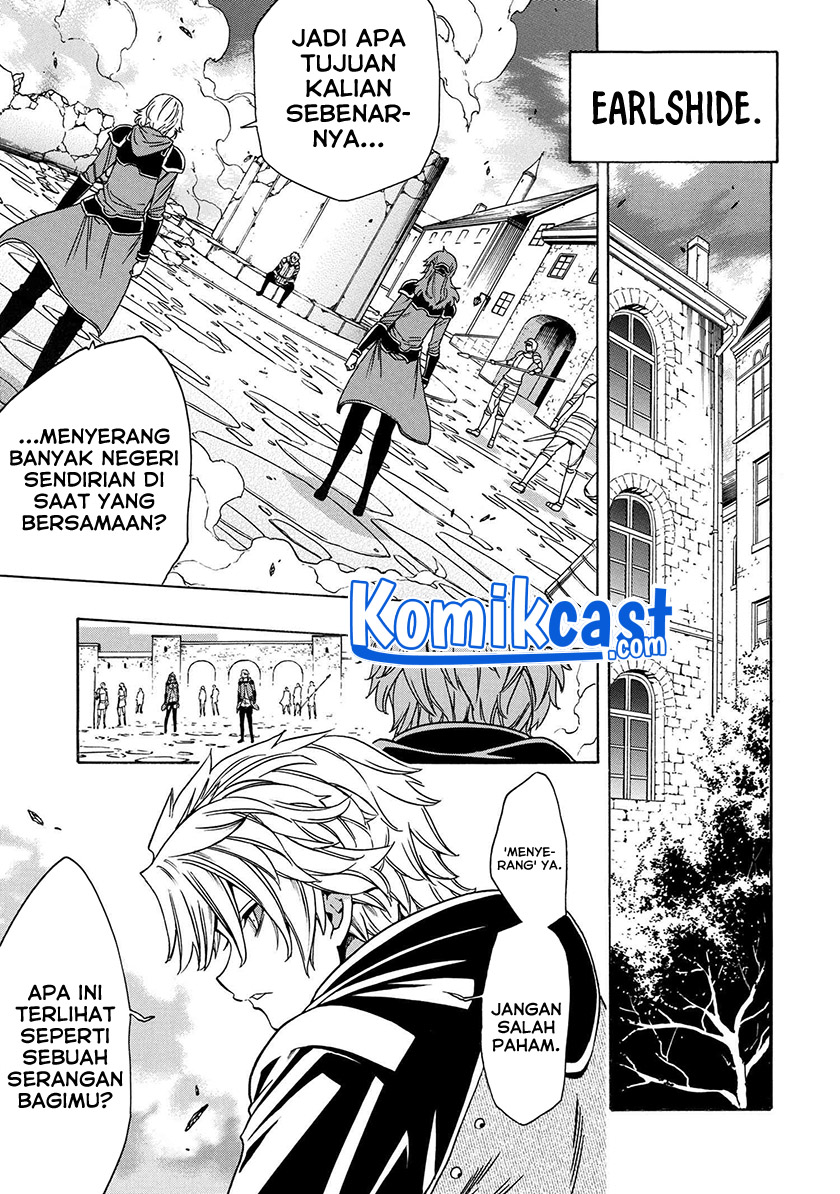 EARLSHIDE.
JADI APA
TUJUAN
KALIAN
SEBENAR-
NYA...
...MENYERANG
BANYAK NEGERI
SENDIRIAN DI
SAAT YANG
BERSAMAAN?
Komikcast
.com
'MENYE-
RANG' YA.
JANGAN
SALAH
PAHAM.
APA INI
TERLIHAT
SEPERTI
SEBUAH
SERANGAN
BAGIMU?